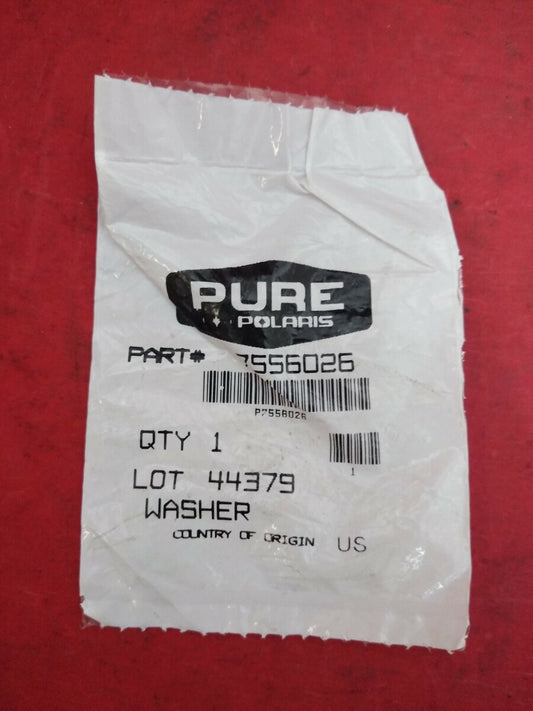 PURE
POLARIS
PART# 7556026
P7556026
QTY 1
1
LOT 44379
WASHER
COUNTRY OF ORIGIN US